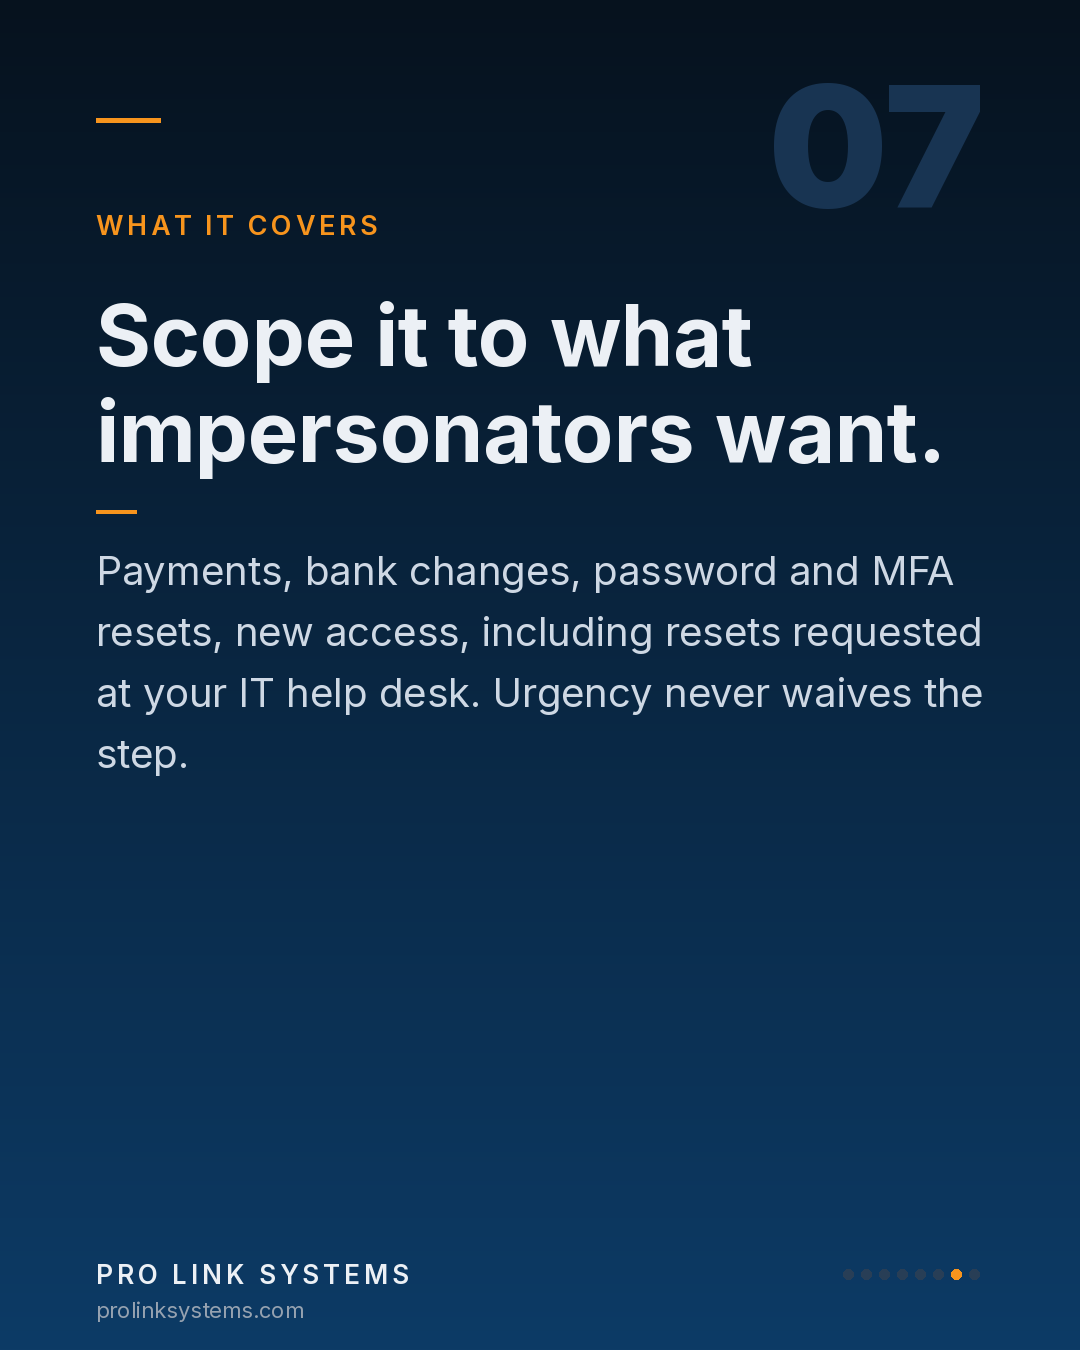 07
WHAT IT COVERS
Scope it to what
impersonators want.
Payments, bank changes, password and MFA
resets, new access, including resets requested
at your IT help desk. Urgency never waives the
step.
PRO LINK SYSTEMS
prolinksystems.com